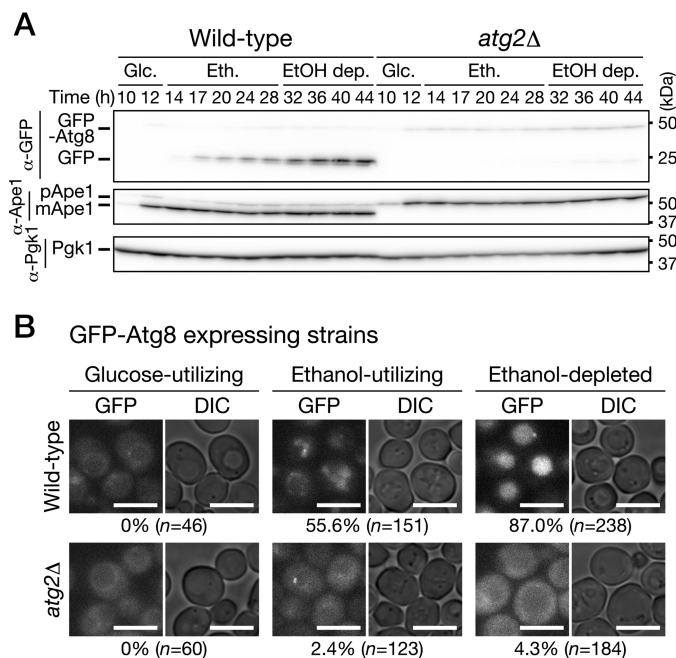 A
Wild-type atg2Δ
Glc. Eth. EtOH dep. Glc. Eth. EtOH dep.
Time (h) 10 12 14 17 20 24 28 32 36 40 44 10 12 14 17 20 24 28 32 36 40 44 (kDa)
α-GFP
GFP
-Atg8
50
GFP
25
α-Ape1
pApe1
mApe1
50
37
α-Pgk1
Pgk1
50
37
B GFP-Atg8 expressing strains
Glucose-utilizing Ethanol-utilizing Ethanol-depleted
GFP DIC GFP DIC GFP DIC
Wild-type
0% (n=46) 55.6% (n=151) 87.0% (n=238)
atg2Δ
0% (n=60) 2.4% (n=123) 4.3% (n=184)